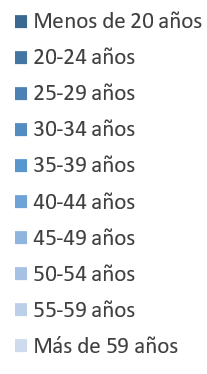 Menos de 20 años
20-24 años
25-29 años
30-34 años
35-39 años
40-44 años
45-49 años
50-54 años
55-59 años
Más de 59 años